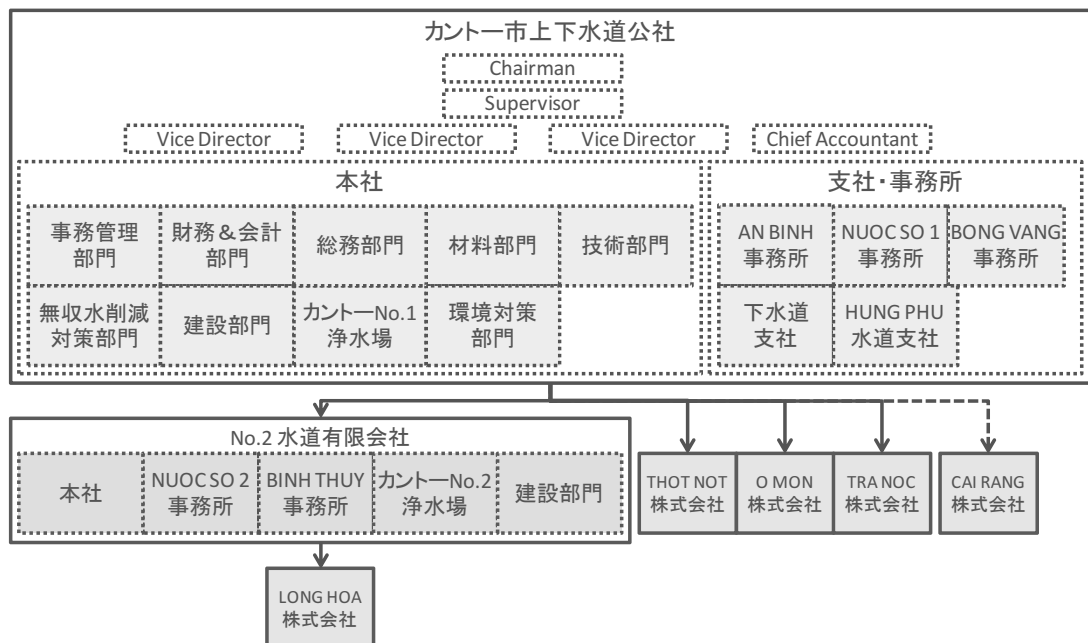 カントー市上下水道公社
Chairman
Supervisor
Vice Director
Vice Director
Vice Director
Chief Accountant
本社
事務管理
部門
財務＆会計
部門
総務部門
材料部門
技術部門
無収水削減
対策部門
建設部門
カントーNo.1
浄水場
環境対策
部門
支社・事務所
AN BINH
事務所
NUOC SO 1
事務所
BONG VANG
事務所
下水道
支社
HUNG PHU
水道支社
No.2 水道有限会社
本社
NUOC SO 2
事務所
BINH THUY
事務所
カントーNo.2
浄水場
建設部門
THOT NOT
株式会社
O MON
株式会社
TRA NOC
株式会社
CAI RANG
株式会社
LONG HOA
株式会社